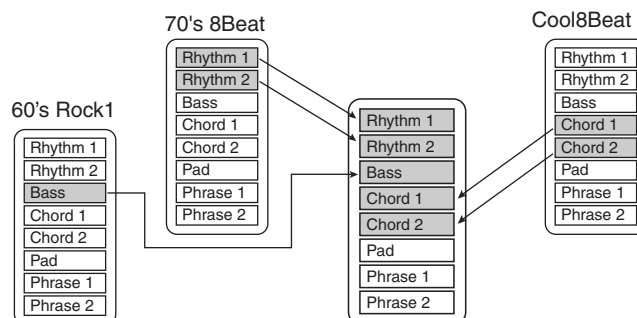 70's 8Beat
Rhythm 1
Rhythm 2
Bass
Chord 1
Chord 2
Pad
Phrase 1
Phrase 2
Cool8Beat
Rhythm 1
Rhythm 2
Bass
Chord 1
Chord 2
Pad
Phrase 1
Phrase 2
60's Rock1
Rhythm 1
Rhythm 2
Bass
Chord 1
Chord 2
Pad
Phrase 1
Phrase 2
Rhythm 1
Rhythm 2
Bass
Chord 1
Chord 2
Pad
Phrase 1
Phrase 2